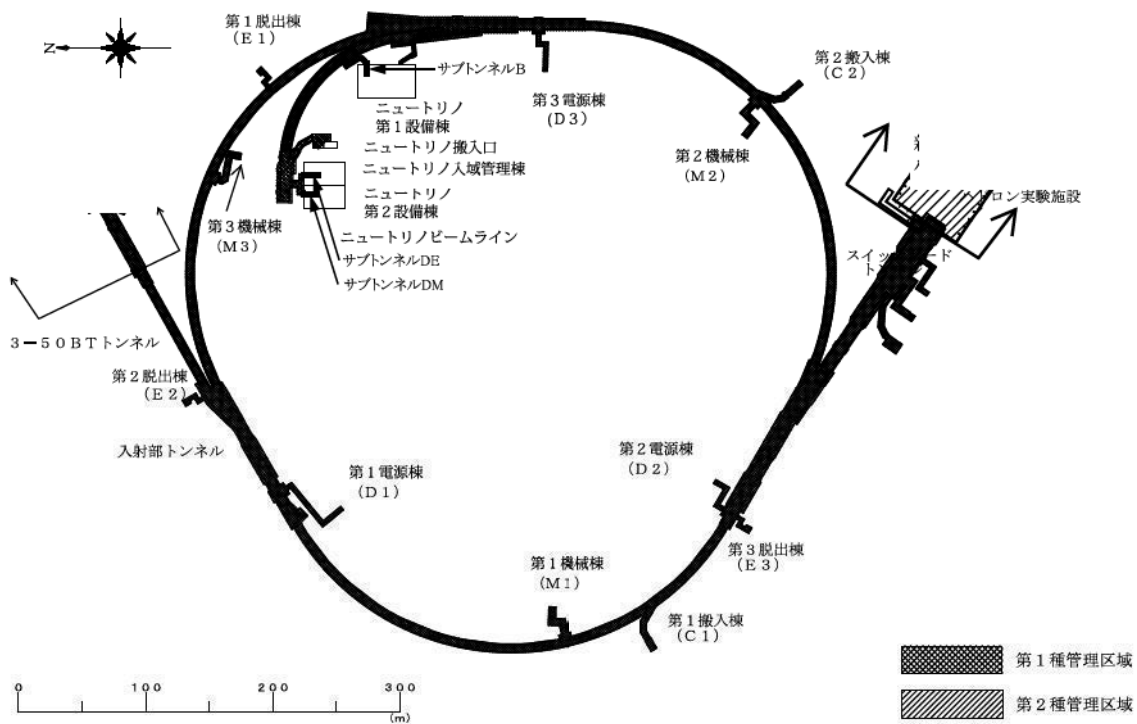 第1脱出棟
(E1)
N
サブトンネルB
第2搬入棟
(C2)
ニュートリノ
第1設備棟
第3電源棟
(D3)
ニュートリノ搬入口
ニュートリノ入域管理棟
第2機械棟
(M2)
ニュートリノ
第2設備棟
ロン実験施設
第3機械棟
(M3)
ニュートリノビームライン
サブトンネルDE
サブトンネルDM
3-50BTトンネル
第2脱出棟
(E2)
入射部トンネル
第1電源棟
(D1)
第2電源棟
(D2)
第3脱出棟
(E3)
第1機械棟
(M1)
第1搬入棟
(C1)
第1種管理区域
第2種管理区域
0 100 200 300
(m)